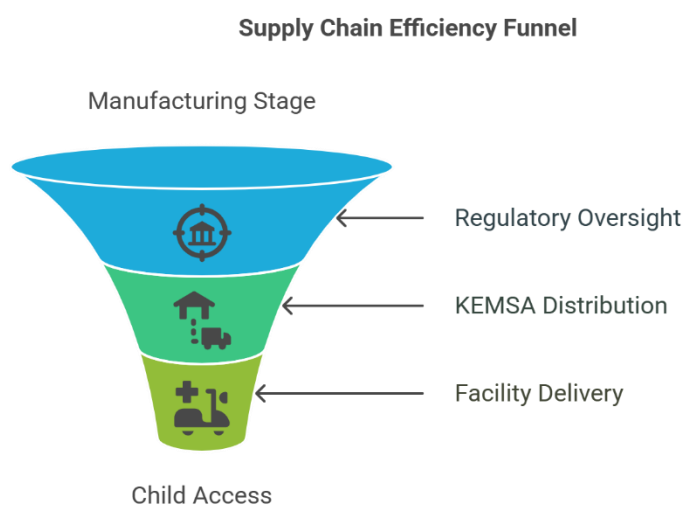 Supply Chain Efficiency Funnel
Manufacturing Stage
Regulatory Oversight
KEMSA Distribution
Facility Delivery
Child Access